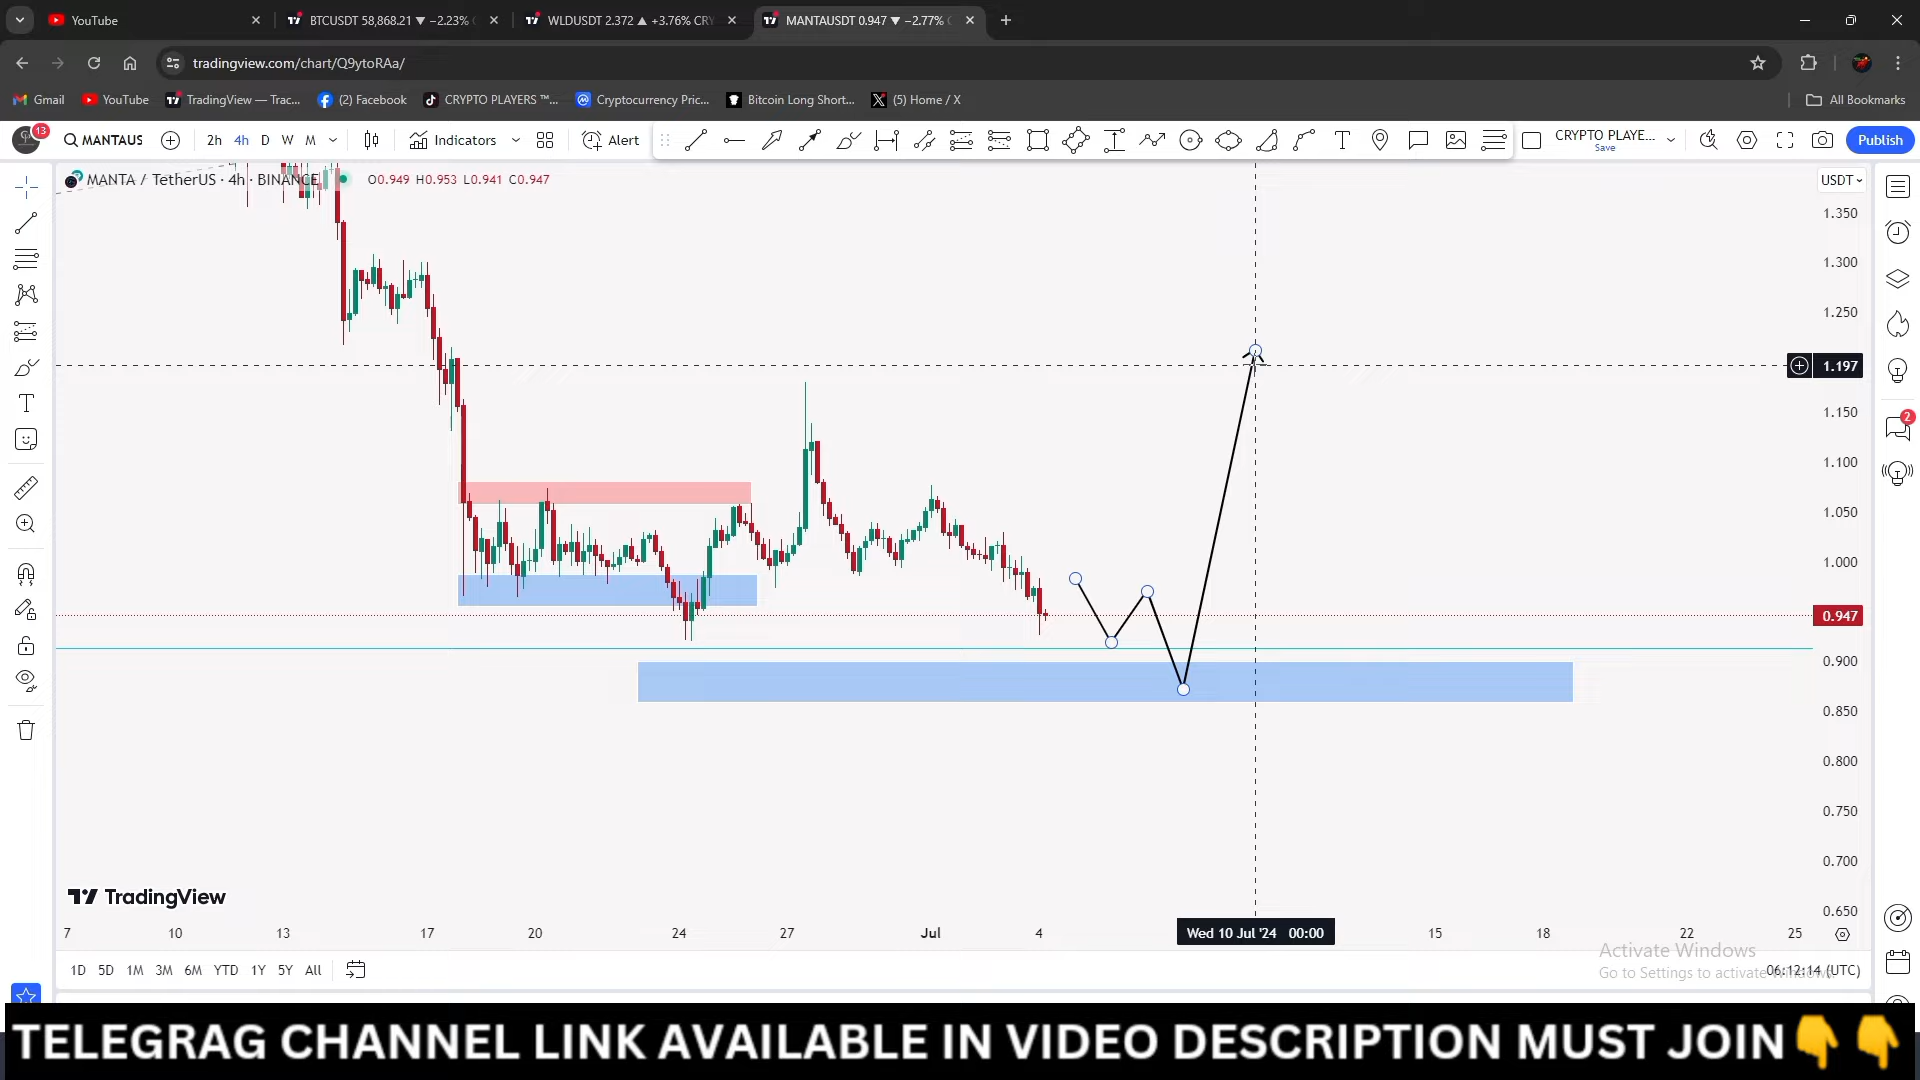 YouTube
BTCUSDT 58,868.21 ▼ −2.23%
WLDUSDT 2.372 ▲ +3.76% CRY
MANTAUSDT 0.947 ▼ −2.77%
tradingview.com/chart/Q9ytoRAa/
Gmail YouTube TradingView — Trac... (2) Facebook CRYPTO PLAYERS ™... Cryptocurrency Pric... Bitcoin Long Short... (5) Home / X All Bookmarks
13
MANTAUS 2h 4h D W M Indicators Alert CRYPTO PLAYE... Publish
Save
MANTA / TetherUS · 4h · BINANCE O0.949 H0.953 L0.941 C0.947 USDT
1.350
1.300
1.250
1.197
1.150
2
1.100
1.050
1.000
0.947
0.900
0.850
0.800
0.750
0.700
0.650
TradingView
7 10 13 17 20 24 27 Jul 4 Wed 10 Jul '24 00:00 15 18 22 25
Activate Windows
1D 5D 1M 3M 6M YTD 1Y 5Y All 06:12:14 (UTC)
Go to Settings to activate Windows.
TELEGRAG CHANNEL LINK AVAILABLE IN VIDEO DESCRIPTION MUST JOIN👇👇